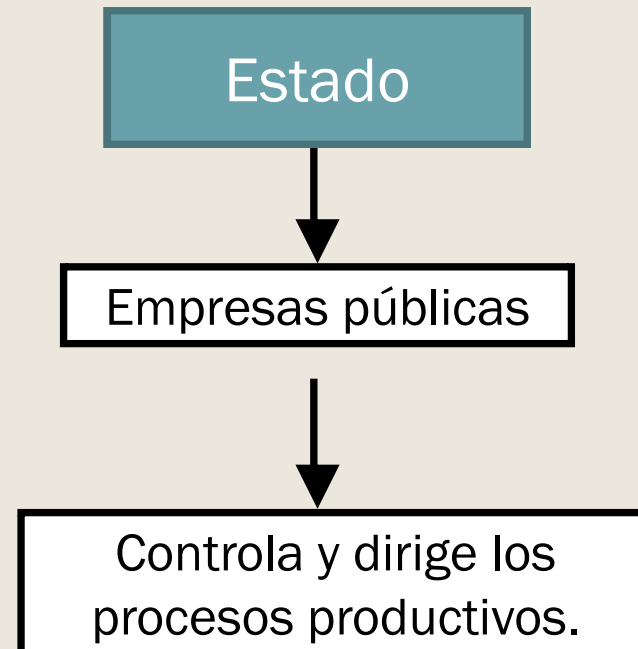 Estado
Empresas públicas
Controla y dirige los
procesos productivos.